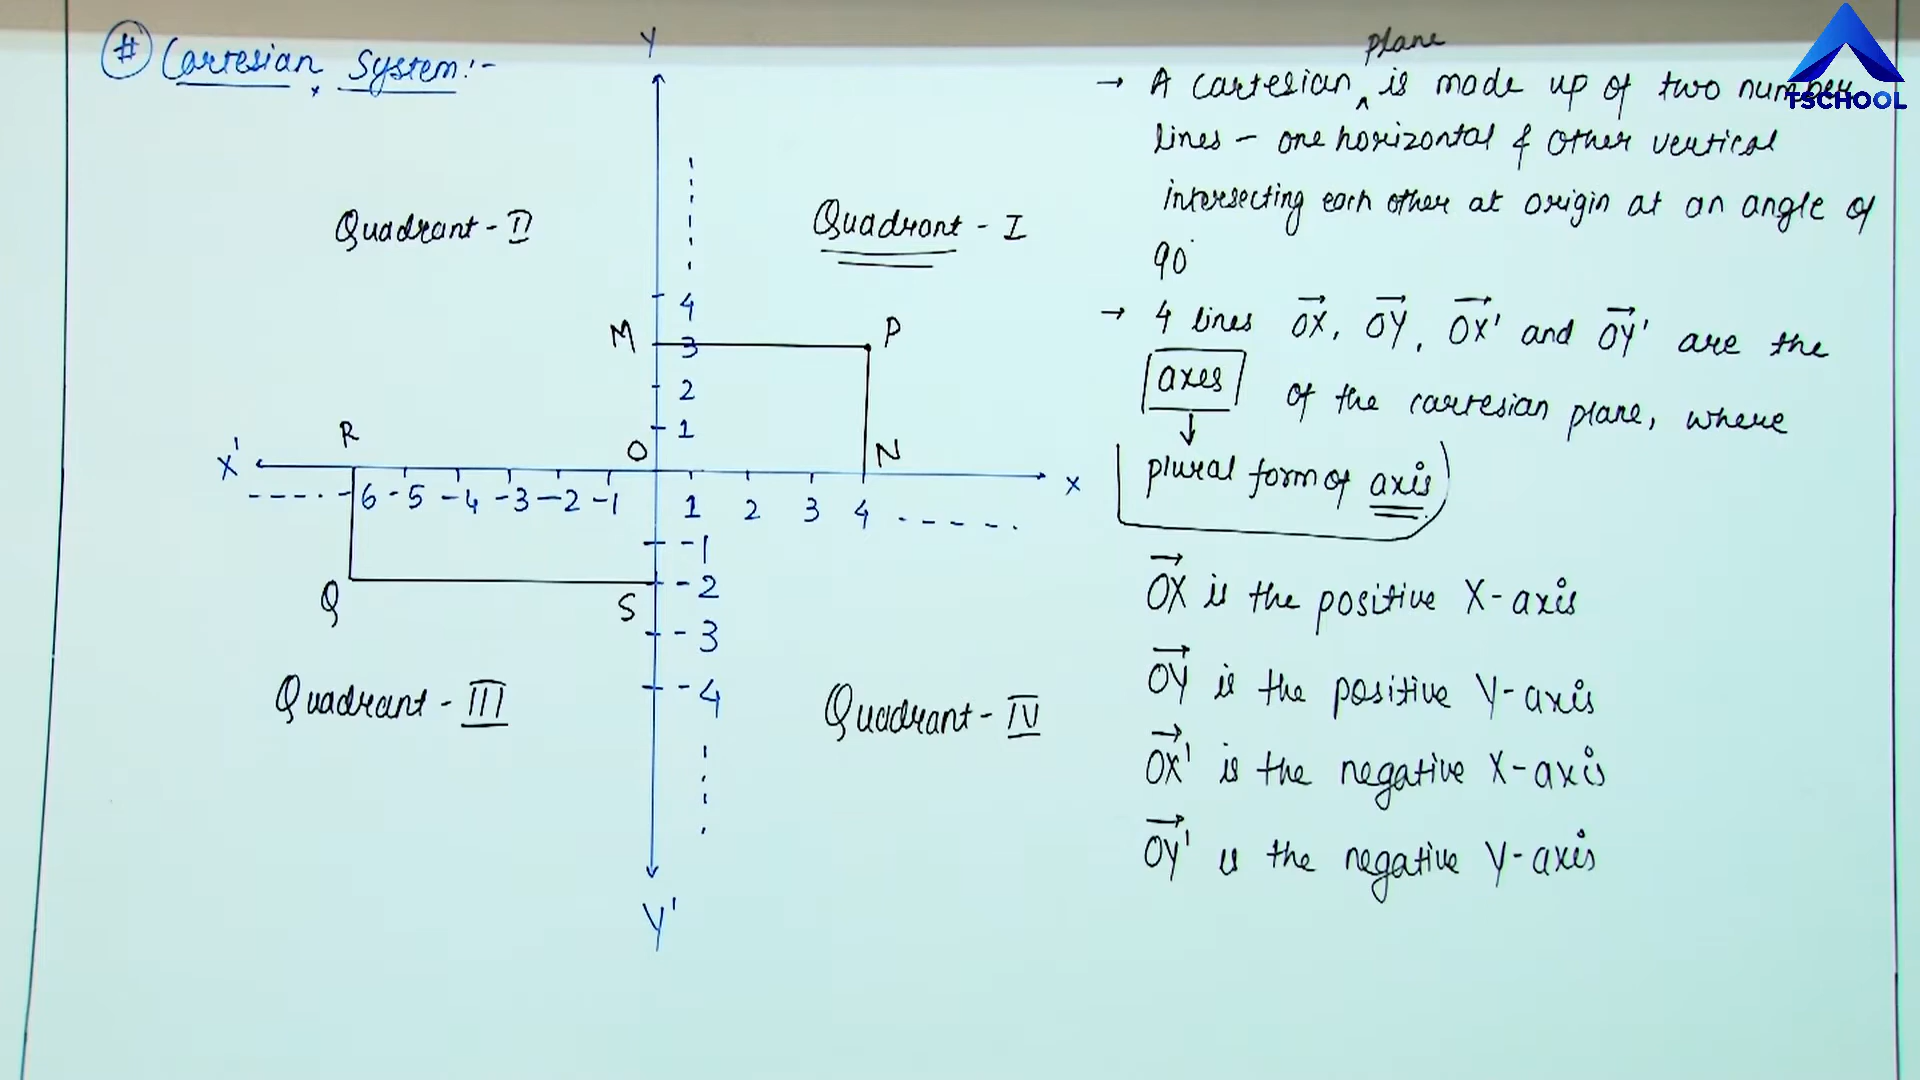 # Cartesian System:-
Y
Quadrant - II
Quadrant - I
4
M 3 P
2
1
R
O
N
X'
X
---- -6 -5 -4 -3 -2 -1
1 2 3 4 -----
-1
Q S -2
-3
-4
Quadrant - III
Quadrant - IV
Y'
plane
→ A cartesian ^ is made up of two number
lines - one horizontal & other vertical
intersecting each other at origin at an angle of
90°
→ 4 lines OX, OY, OX' and OY' are the
axes of the cartesian plane, where
↓
plural form of axis
OX is the positive X-axis
OY is the positive Y-axis
OX' is the negative X-axis
OY' is the negative Y-axis
TSCHOOL